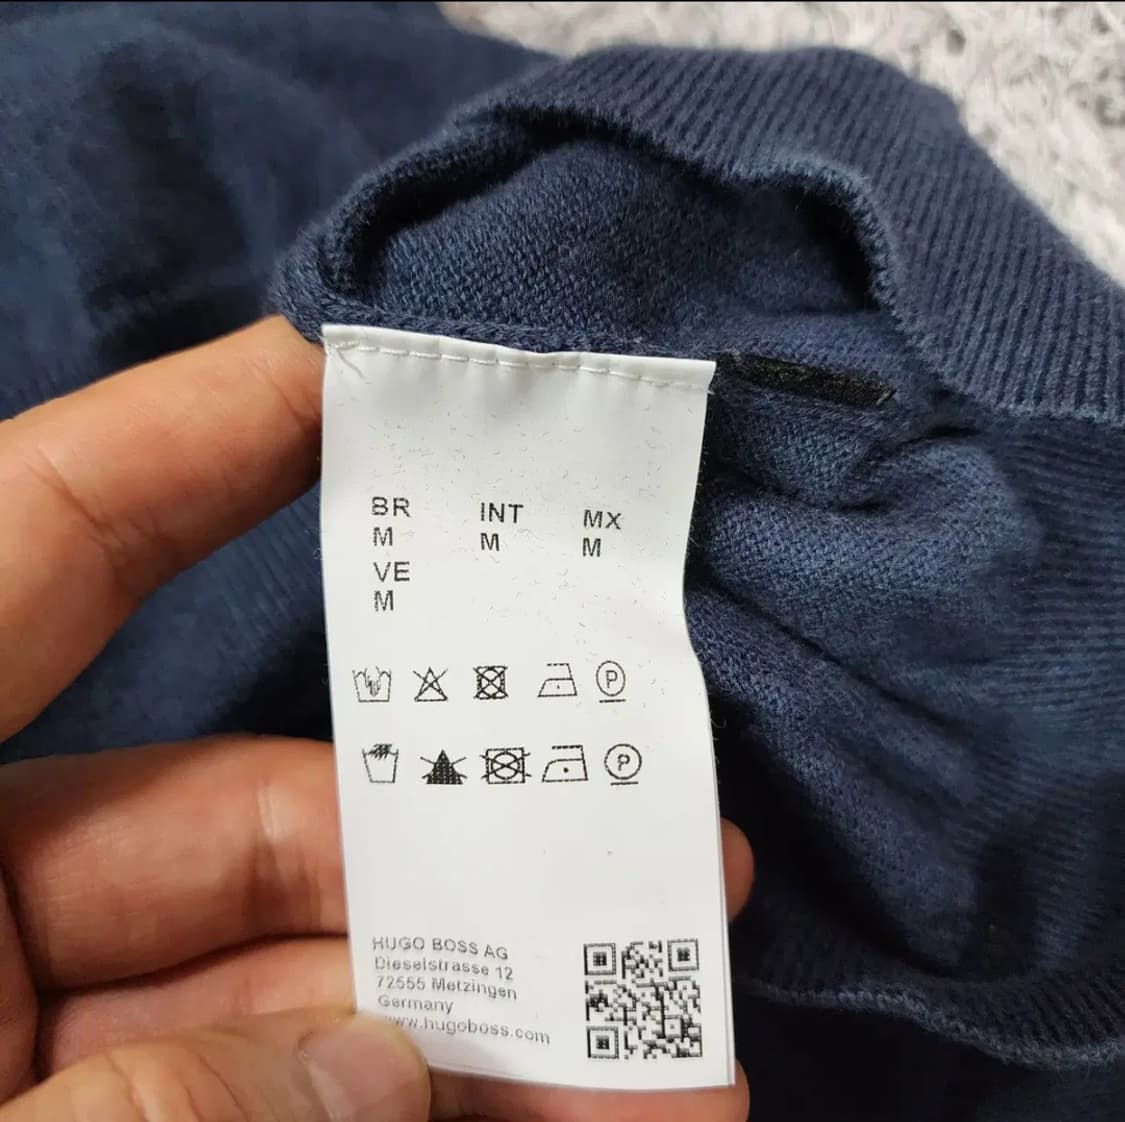 BR INT MX
M M M
VE
M
P
P
HUGO BOSS AG
Dieselstrasse 12
72555 Metzingen
Germany
www.hugoboss.com